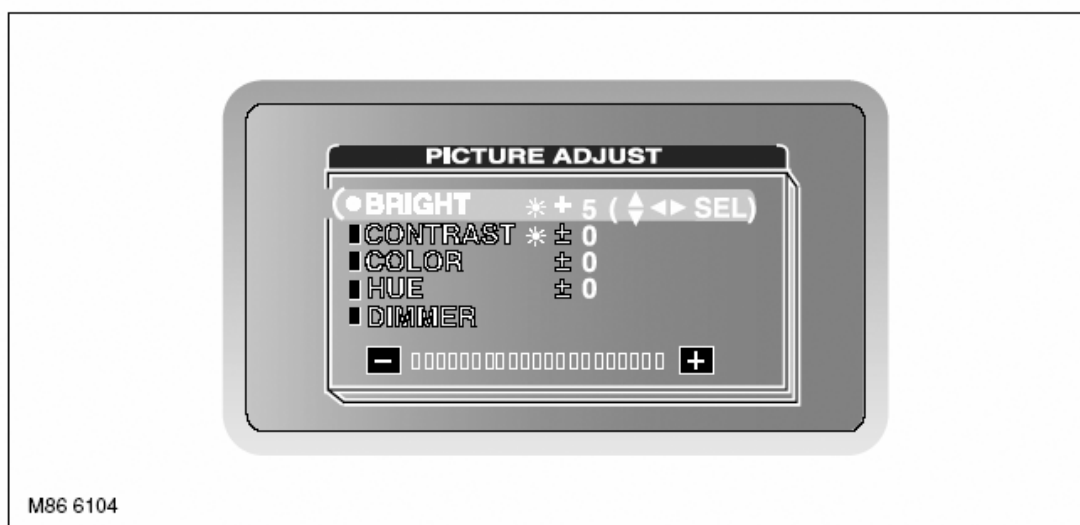 PICTURE ADJUST
BRIGHT + 5 ( SEL)
CONTRAST ± 0
COLOR ± 0
HUE ± 0
DIMMER
- +
M86 6104